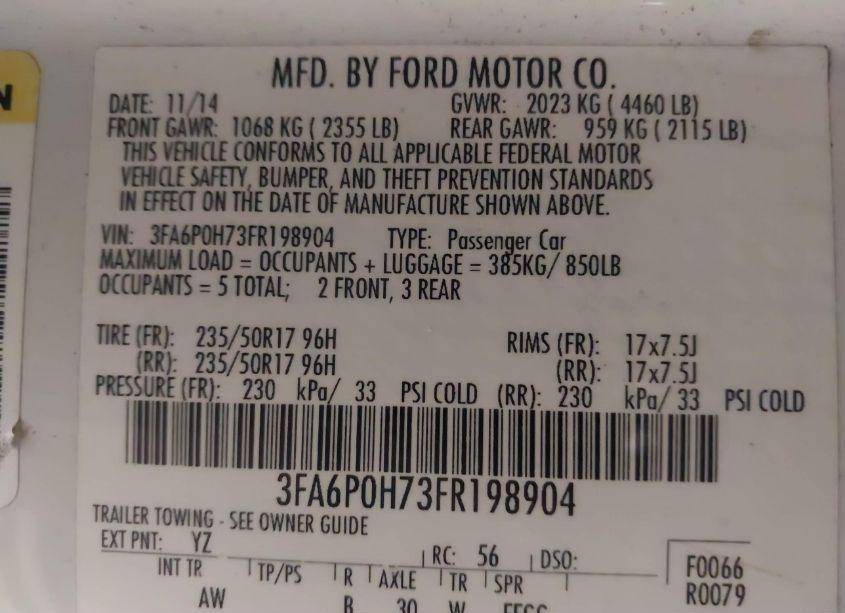 N
MFD. BY FORD MOTOR CO.
DATE: 11/14 GVWR: 2023 KG ( 4460 LB)
FRONT GAWR: 1068 KG ( 2355 LB) REAR GAWR: 959 KG ( 2115 LB)
THIS VEHICLE CONFORMS TO ALL APPLICABLE FEDERAL MOTOR
VEHICLE SAFETY, BUMPER, AND THEFT PREVENTION STANDARDS
IN EFFECT ON THE DATE OF MANUFACTURE SHOWN ABOVE.
VIN: 3FA6P0H73FR198904 TYPE: Passenger Car
MAXIMUM LOAD = OCCUPANTS + LUGGAGE = 385KG/ 850LB
OCCUPANTS = 5 TOTAL; 2 FRONT, 3 REAR
TIRE (FR): 235/50R17 96H RIMS (FR): 17x7.5J
(RR): 235/50R17 96H (RR): 17x7.5J
PRESSURE (FR): 230 kPa/ 33 PSI COLD (RR): 230 kPa/ 33 PSI COLD
3FA6P0H73FR198904
TRAILER TOWING - SEE OWNER GUIDE
EXT PNT: YZ RC: 56 DSO: F0066
INT TR TP/PS R AXLE TR SPR R0079
AW B 30 W